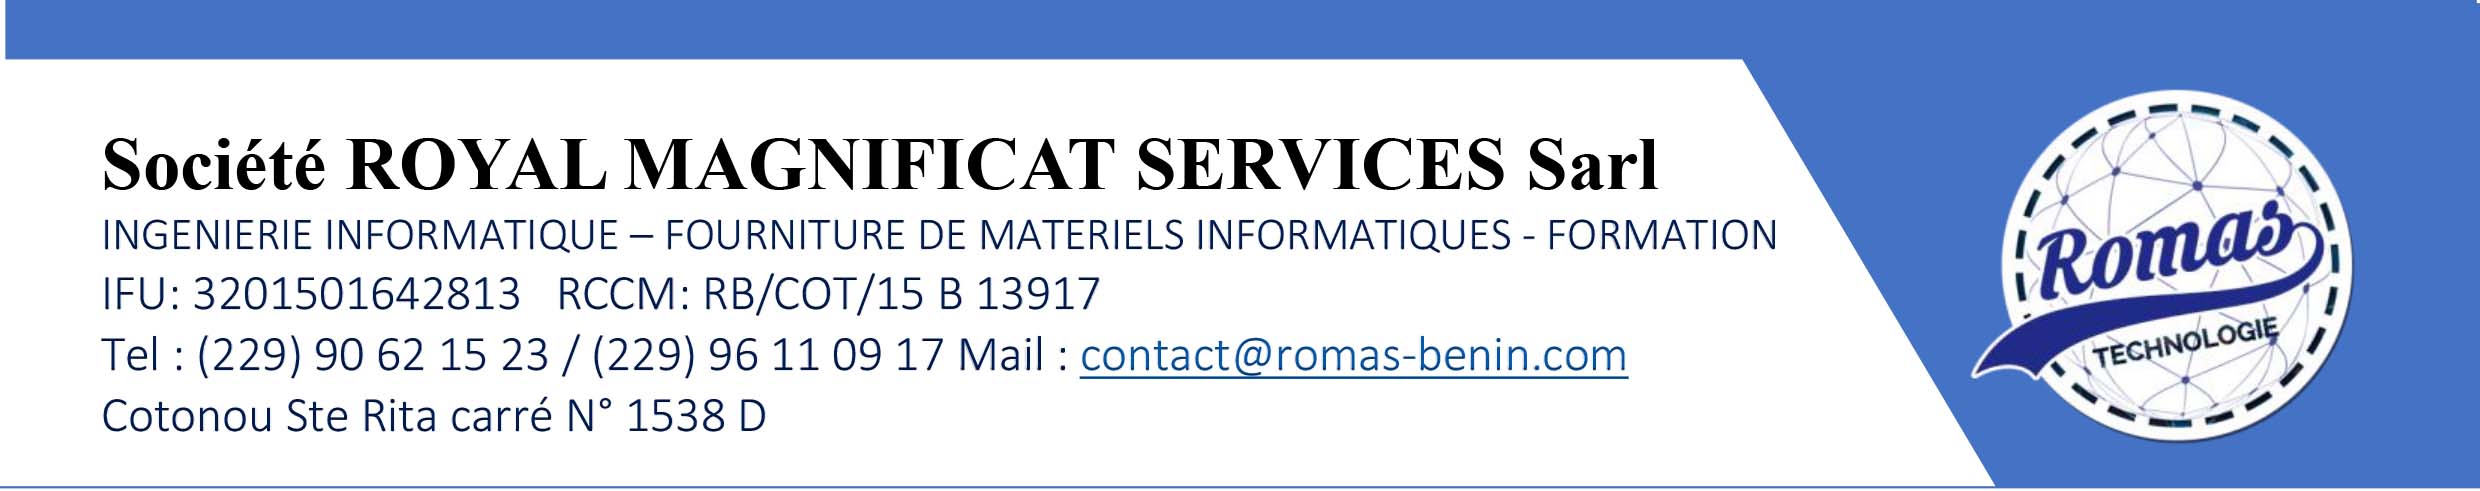 Société ROYAL MAGNIFICAT SERVICES Sarl
INGENIERIE INFORMATIQUE – FOURNITURE DE MATERIELS INFORMATIQUES - FORMATION
IFU: 3201501642813 RCCM: RB/COT/15 B 13917
Tel : (229) 90 62 15 23 / (229) 96 11 09 17 Mail : contact@romas-benin.com
Cotonou Ste Rita carré N° 1538 D
Romas
TECHNOLOGIE